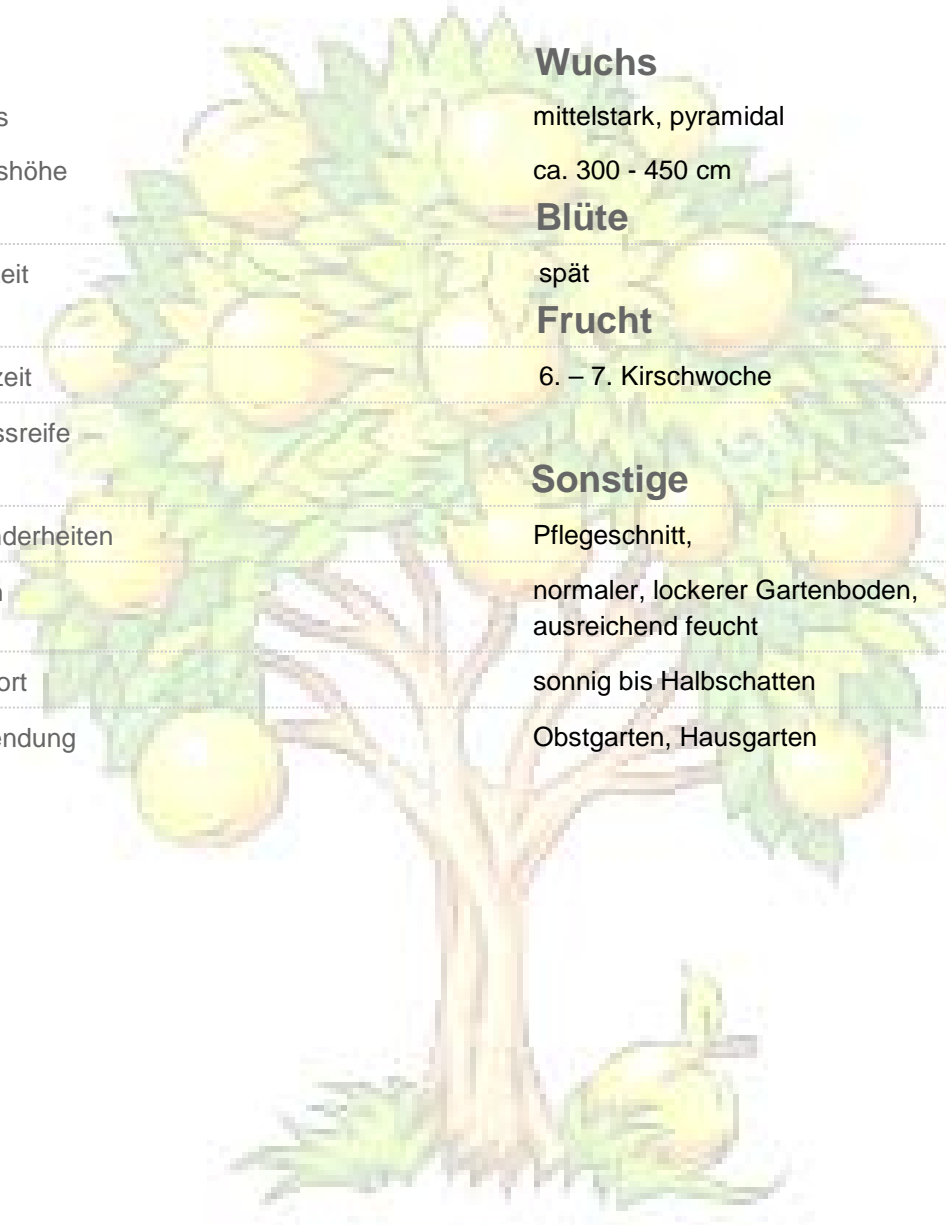 Wuchs
s mittelstark, pyramidal
shöhe ca. 300 - 450 cm
Blüte
eit spät
Frucht
zeit 6. – 7. Kirschwoche
ssreife –
Sonstige
nderheiten Pflegeschnitt,
n normaler, lockerer Gartenboden,
ausreichend feucht
ort sonnig bis Halbschatten
endung Obstgarten, Hausgarten